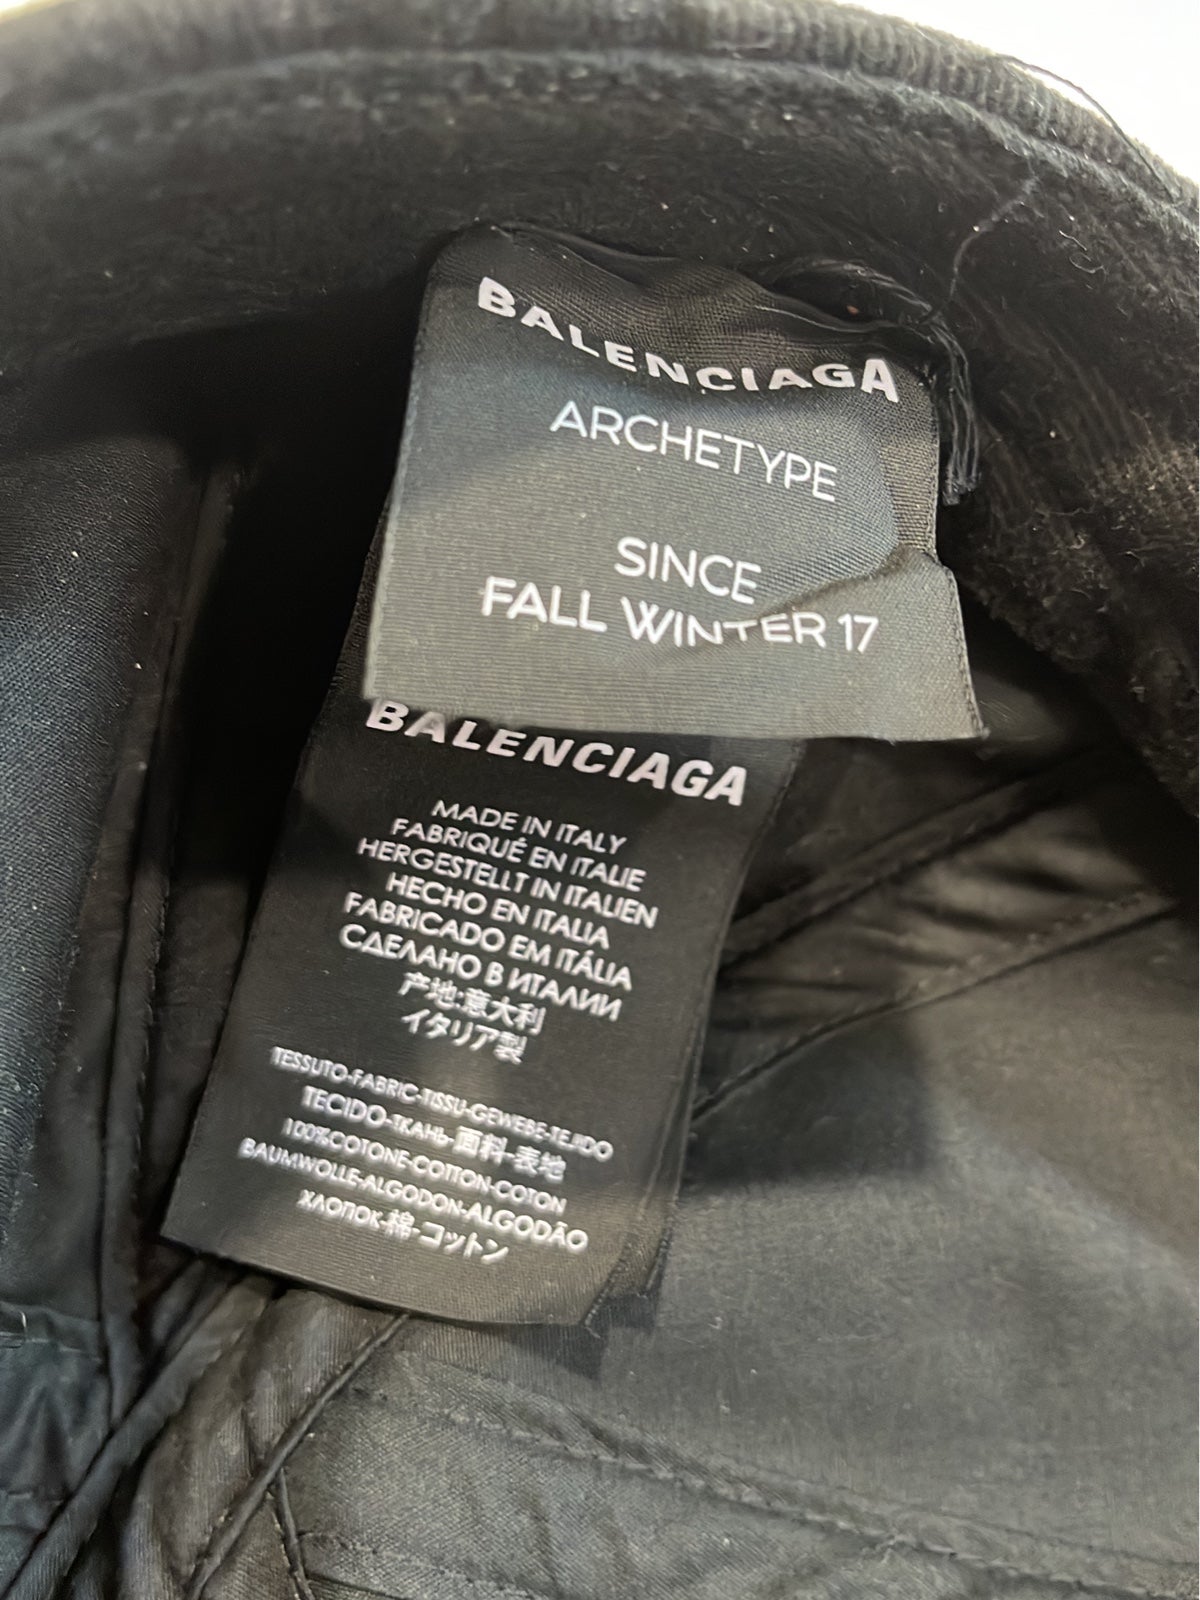 BALENCIAGA
ARCHETYPE
SINCE
FALL WINTER 17
BALENCIAGA
MADE IN ITALY
FABRIQUÉ EN ITALIE
HERGESTELLT IN ITALIEN
HECHO EN ITALIA
FABRICADO EM ITÁLIA
СДЕЛАНО В ИТАЛИИ
产地:意大利
イタリア製
TESSUTO-FABRIC-TISSU-GEWEBE-TEJIDO
TECIDO-ТКАНЬ-面料-表地
100%COTONE-COTTON-COTON
BAUMWOLLE-ALGODON-ALGODÃO
ХЛОПОК-綿-コットン